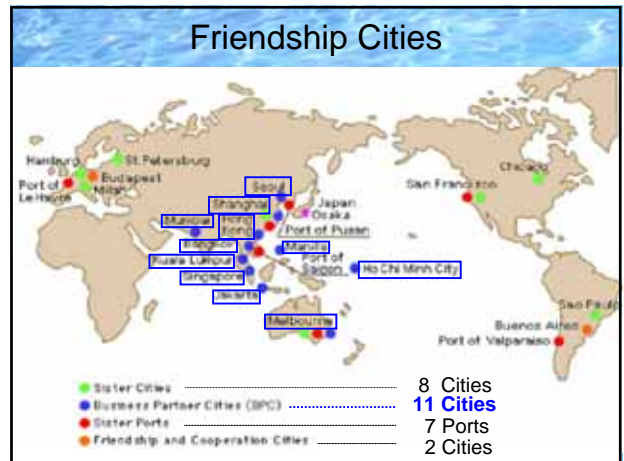 Friendship Cities
Hamburg
St.Petersburg
Port of
Le Havre
Budapest
Milan
Chicago
San Francisco
Seoul
Shanghai
Japan
Osaka
Mumbai
Hong
Kong
Port of Pusan
Bangkok
Manila
Port of
Saigon
Kuala Lumpur
Ho Chi Minh City
Singapore
Jakarta
Sao Paulo
Melbourne
Buenos Aires
Port of Valparaiso
Sister Cities 8 Cities
Business Partner Cities (BPC) 11 Cities
Sister Ports 7 Ports
Friendship and Cooperation Cities 2 Cities